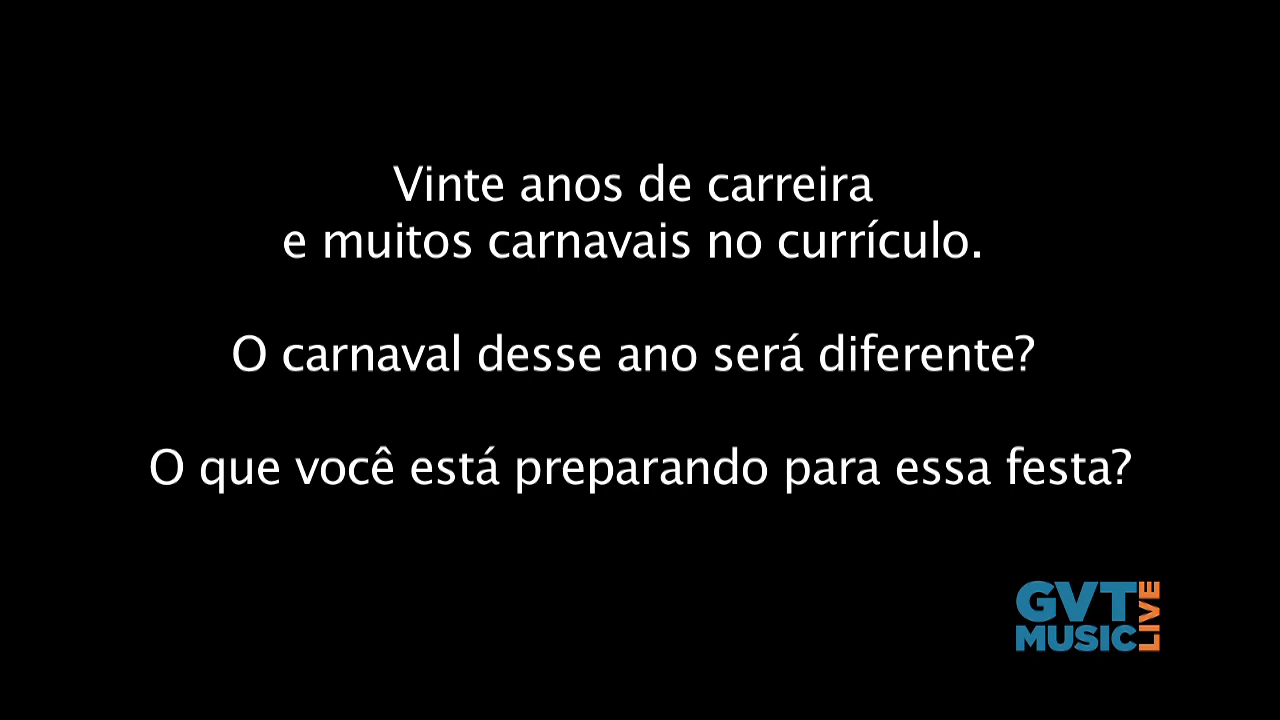 Vinte anos de carreira
e muitos carnavais no currículo.
O carnaval desse ano será diferente?
O que você está preparando para essa festa?
GVT
MUSIC
LIVE